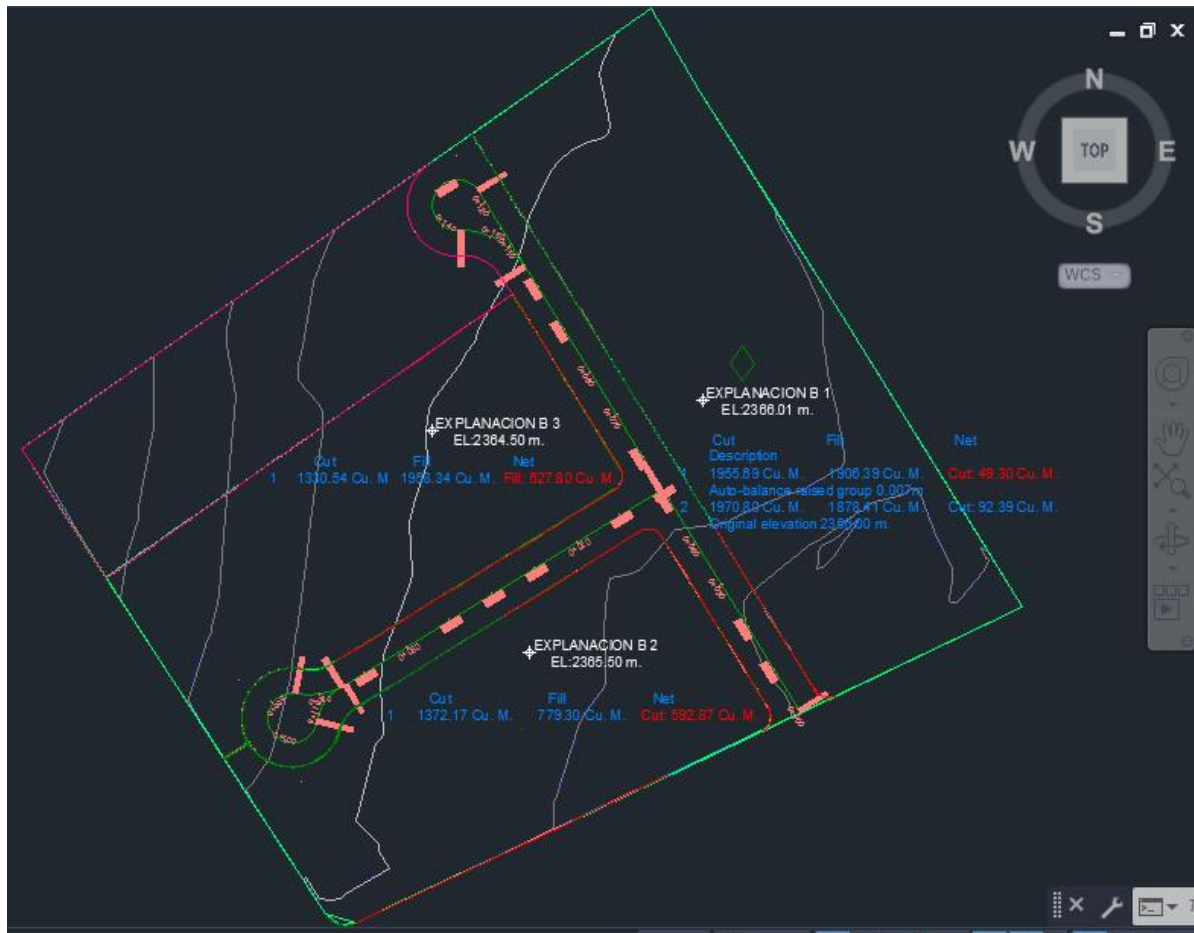 N
W TOP E
S
WCS
EXPLANACION B 1
EL:2366.01 m.
EXPLANACION B 3
EL:2364.50 m.
Cut Fill Net
Description
1 1955.69 Cu. M. 1906.39 Cu. M. Cut: 49.30 Cu. M.
Auto-balance raised group 0.007m
2 1970.80 Cu. M. 1878.41 Cu. M. Cut: 92.39 Cu. M.
Original elevation 2366.00 m.
Cut Fill Net
1 1330.54 Cu. M 1958.34 Cu. M. Fill: 627.80 Cu. M.
EXPLANACION B 2
EL:2365.50 m.
Cut Fill Net
1 1372.17 Cu. M. 779.30 Cu. M. Cut: 592.87 Cu. M.